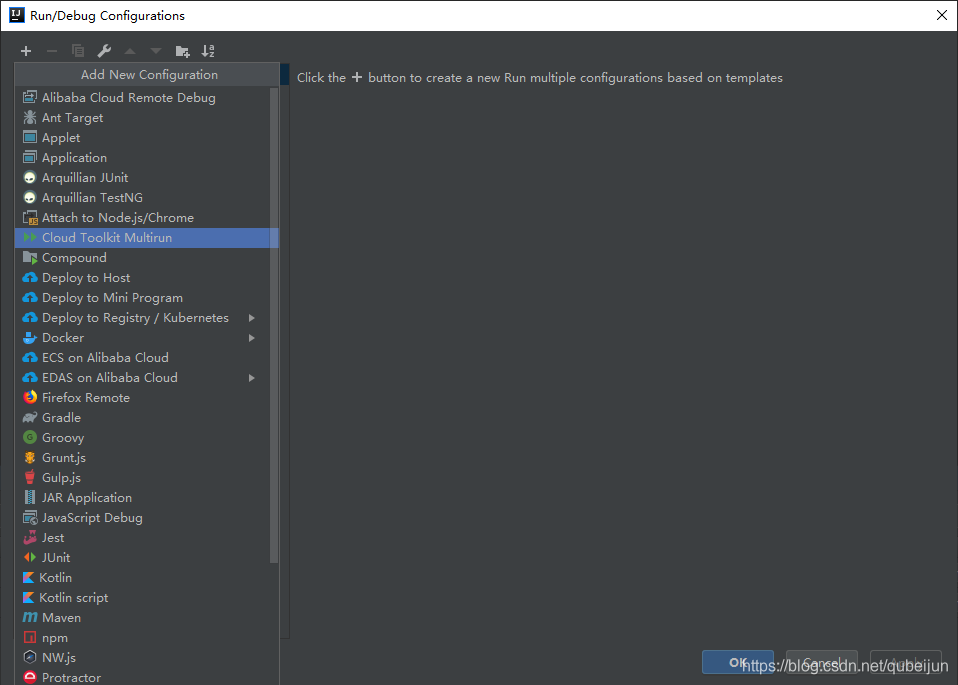 Run/Debug Configurations
Add New Configuration
Click the + button to create a new Run multiple configurations based on templates
Alibaba Cloud Remote Debug
Ant Target
Applet
Application
Arquillian JUnit
Arquillian TestNG
Attach to Node.js/Chrome
Cloud Toolkit Multirun
Compound
Deploy to Host
Deploy to Mini Program
Deploy to Registry / Kubernetes
Docker
ECS on Alibaba Cloud
EDAS on Alibaba Cloud
Firefox Remote
Gradle
Groovy
Grunt.js
Gulp.js
JAR Application
JavaScript Debug
Jest
JUnit
Kotlin
Kotlin script
Maven
npm
NW.js
Protractor
OK
Cancel
Apply
https://blog.csdn.net/qubeijun